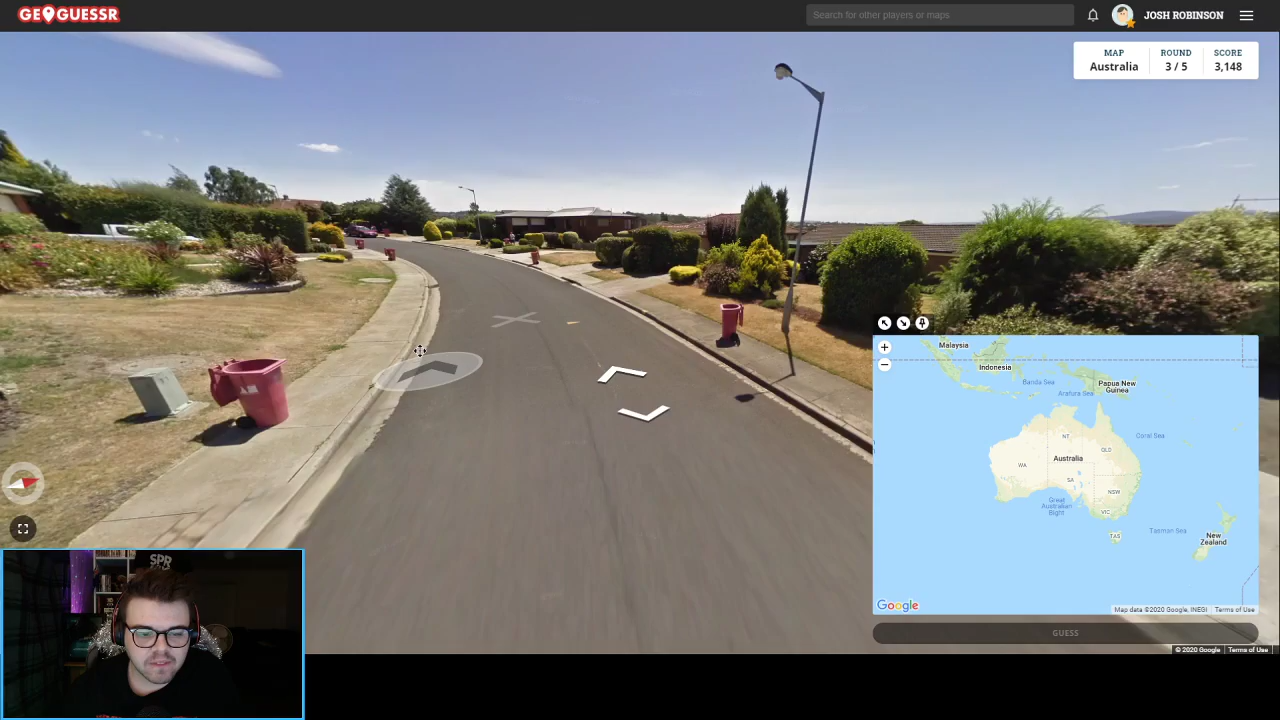 GEOGUESSR
Search for other players or maps
JOSH ROBINSON
MAP ROUND SCORE
Australia 3 / 5 3,148
Malaysia
Indonesia
Banda Sea
Papua New
Guinea
Arafura Sea
Coral Sea
NT
QLD
Australia
WA
SA
NSW
Great
Australian
Bight
VIC
Tasman Sea
TAS
New
Zealand
Google
Map data ©2020 Google, INEGI Terms of Use
GUESS
© 2020 Google Terms of Use
SPR